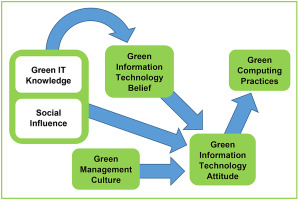 Green IT
Knowledge
Social
Influence
Green
Information
Technology
Belief
Green
Computing
Practices
Green
Management
Culture
Green
Information
Technology
Attitude